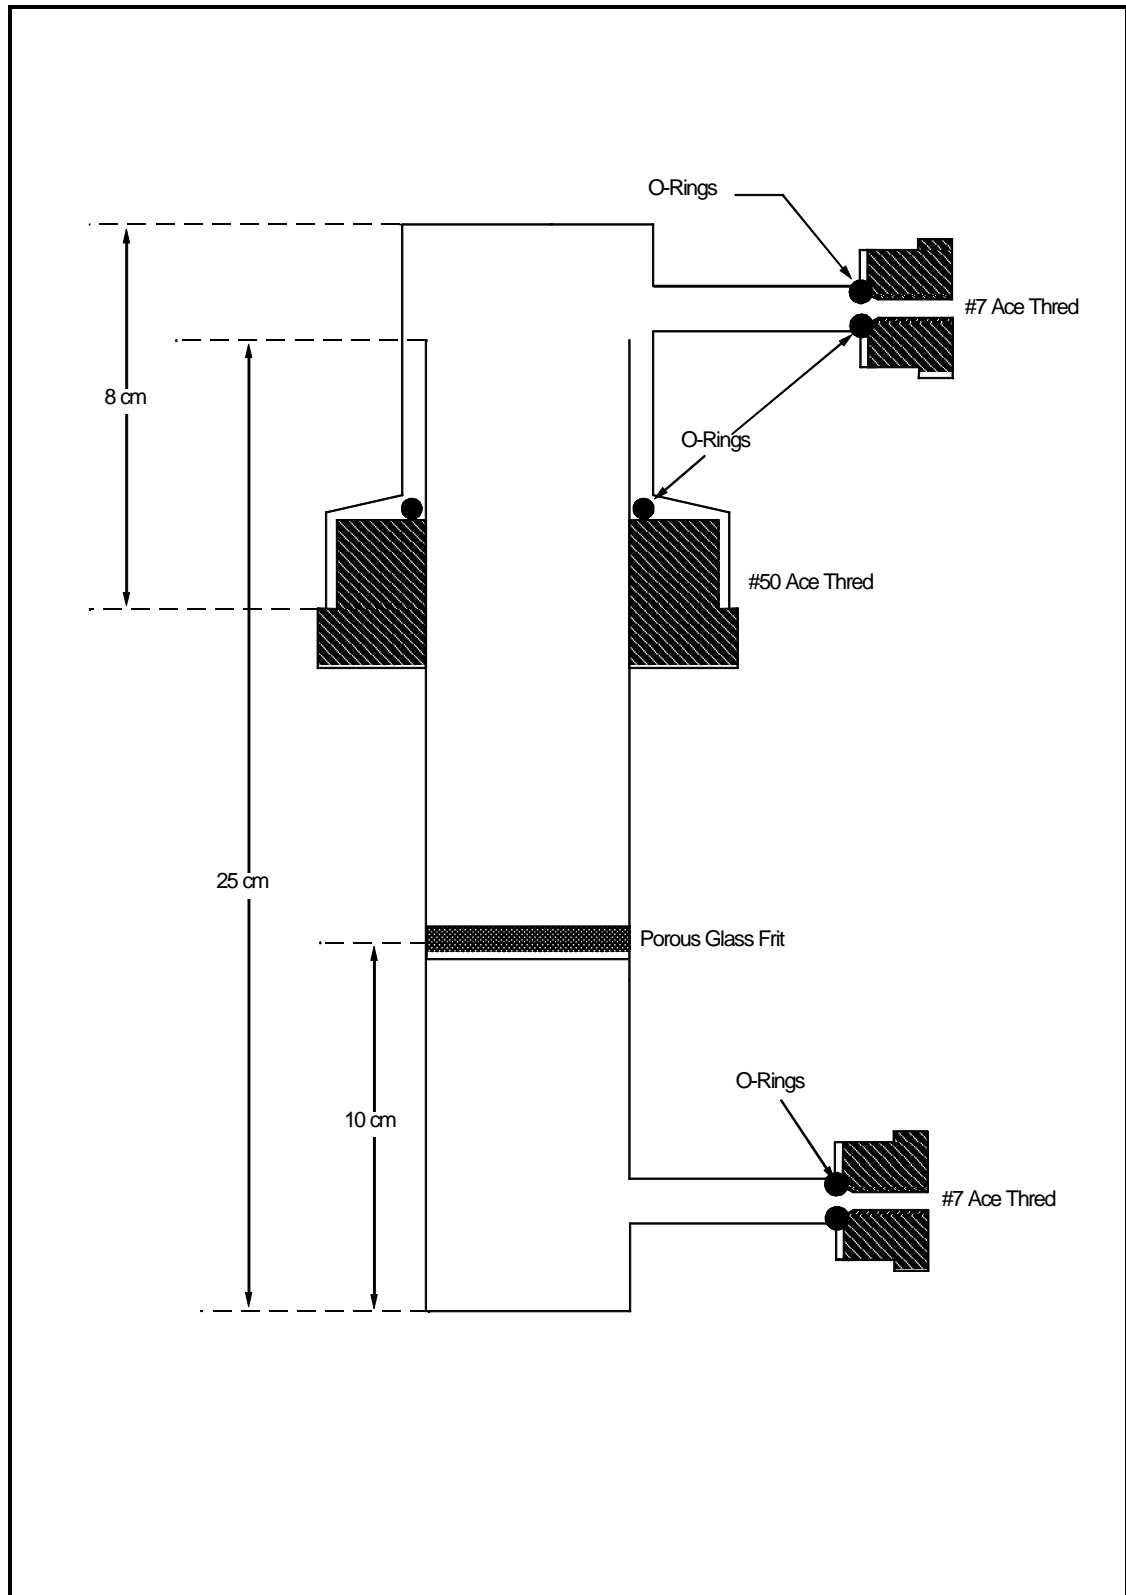 O-Rings
#7 Ace Thred
8 cm
O-Rings
#50 Ace Thred
25 cm
Porous Glass Frit
O-Rings
10 cm
#7 Ace Thred